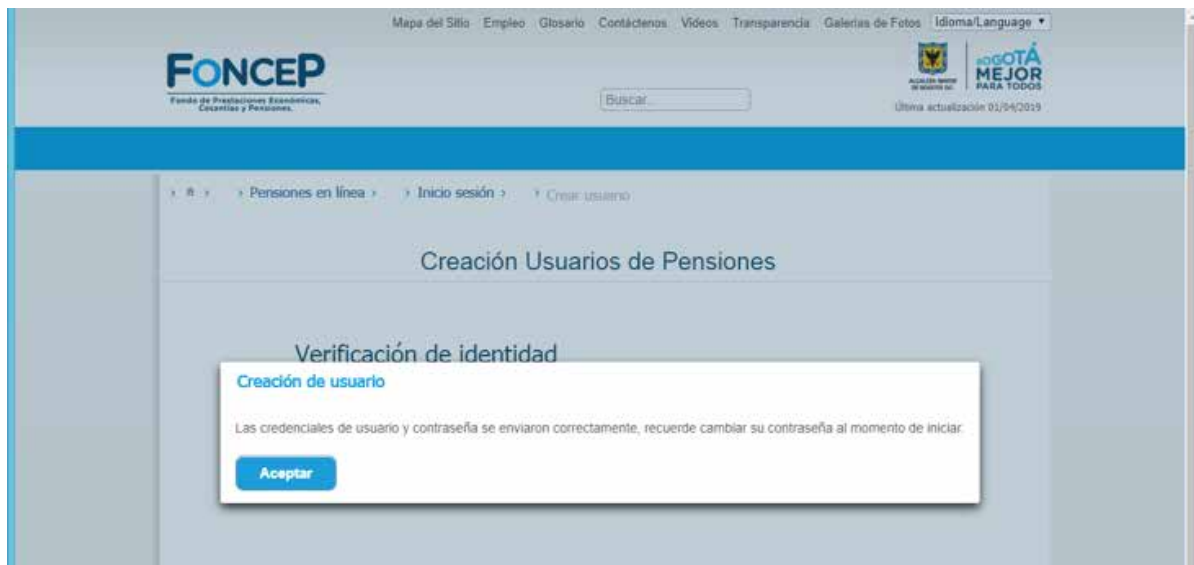 Mapa del Sitio Empleo Glosario Contáctenos Videos Transparencia Galerías de Fotos Idioma/Language
FONCEP
Fondo de Prestaciones Económicas,
Cesantías y Pensiones.
BOGOTÁ
MEJOR
PARA TODOS
Buscar...
Última actualización 01/04/2019
Pensiones en línea Inicio sesión Crear usuario
Creación Usuarios de Pensiones
Verificación de identidad
Creación de usuario
Las credenciales de usuario y contraseña se enviaron correctamente, recuerde cambiar su contraseña al momento de iniciar.
Aceptar